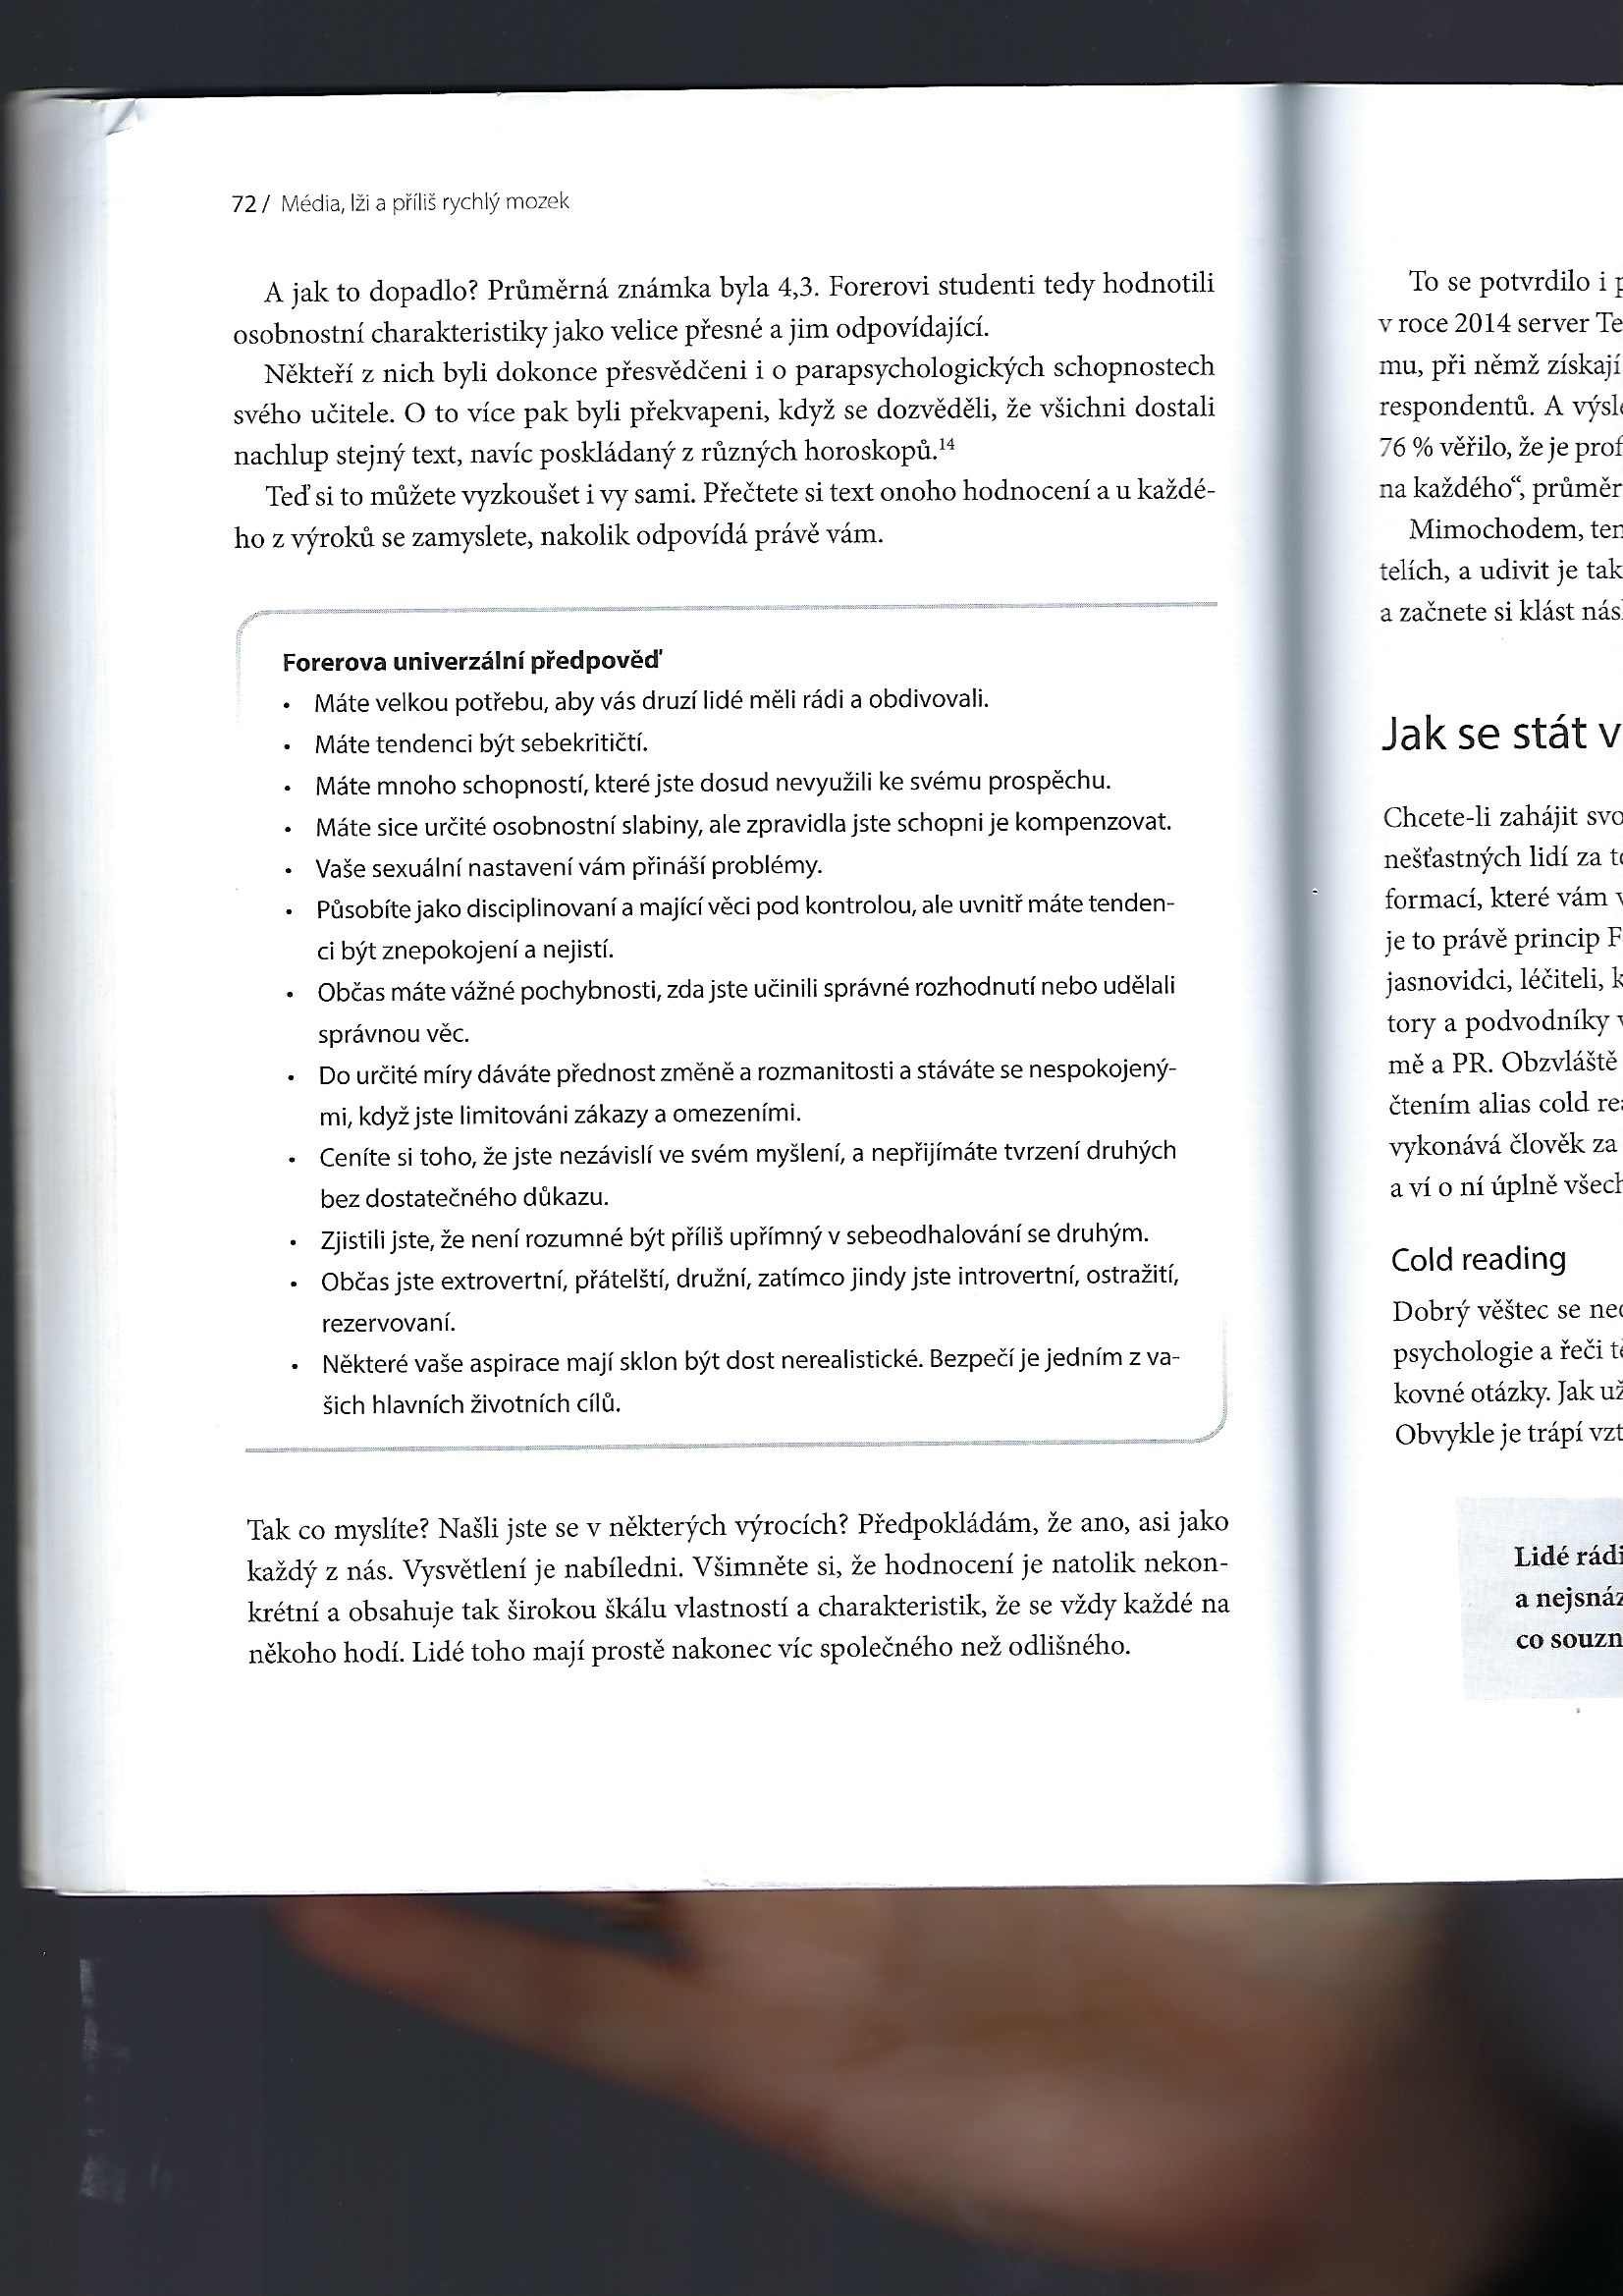 72 / Média, lži a příliš rychlý mozek
A jak to dopadlo? Průměrná známka byla 4,3. Forerovi studenti tedy hodnotili
osobnostní charakteristiky jako velice přesné a jim odpovídající.
Někteří z nich byli dokonce přesvědčeni i o parapsychologických schopnostech
svého učitele. O to více pak byli překvapeni, když se dozvěděli, že všichni dostali
nachlup stejný text, navíc poskládaný z různých horoskopů.¹⁴
Teď si to můžete vyzkoušet i vy sami. Přečtete si text onoho hodnocení a u každé-
ho z výroků se zamyslete, nakolik odpovídá právě vám.
Forerova univerzální předpověď
• Máte velkou potřebu, aby vás druzí lidé měli rádi a obdivovali.
• Máte tendenci být sebekritičtí.
• Máte mnoho schopností, které jste dosud nevyužili ke svému prospěchu.
• Máte sice určité osobnostní slabiny, ale zpravidla jste schopni je kompenzovat.
• Vaše sexuální nastavení vám přináší problémy.
• Působíte jako disciplinovaní a mající věci pod kontrolou, ale uvnitř máte tenden-
ci být znepokojení a nejistí.
• Občas máte vážné pochybnosti, zda jste učinili správné rozhodnutí nebo udělali
správnou věc.
• Do určité míry dáváte přednost změně a rozmanitosti a stáváte se nespokojený-
mi, když jste limitováni zákazy a omezeními.
• Ceníte si toho, že jste nezávislí ve svém myšlení, a nepřijímáte tvrzení druhých
bez dostatečného důkazu.
• Zjistili jste, že není rozumné být příliš upřímný v sebeodhalování se druhým.
• Občas jste extrovertní, přátelští, družní, zatímco jindy jste introvertní, ostražití,
rezervovaní.
• Některé vaše aspirace mají sklon být dost nerealistické. Bezpečí je jedním z va-
šich hlavních životních cílů.
Tak co myslíte? Našli jste se v některých výrocích? Předpokládám, že ano, asi jako
každý z nás. Vysvětlení je nabíledni. Všimněte si, že hodnocení je natolik nekon-
krétní a obsahuje tak širokou škálu vlastností a charakteristik, že se vždy každé na
někoho hodí. Lidé toho mají prostě nakonec víc společného než odlišného.
To se potvrdilo i
v roce 2014 server
mu, při němž získají
respondentů. A
76 % věřilo, že je
na každého“,
Mimochodem,
telích, a udivit je
a začnete si klást
Jak se stát
Chcete-li zahájit
nešťastných lidí za
formací, které vám
je to právě princip
jasnovidci, léčiteli,
tory a podvodníky
mě a PR. Obzvláště
čtením alias cold
vykonává člověk za
a ví o ní úplně
Cold reading
Dobrý věštec se
psychologie a řeči
kovné otázky. Jak
Obvykle je trápí
Lidé
a
co